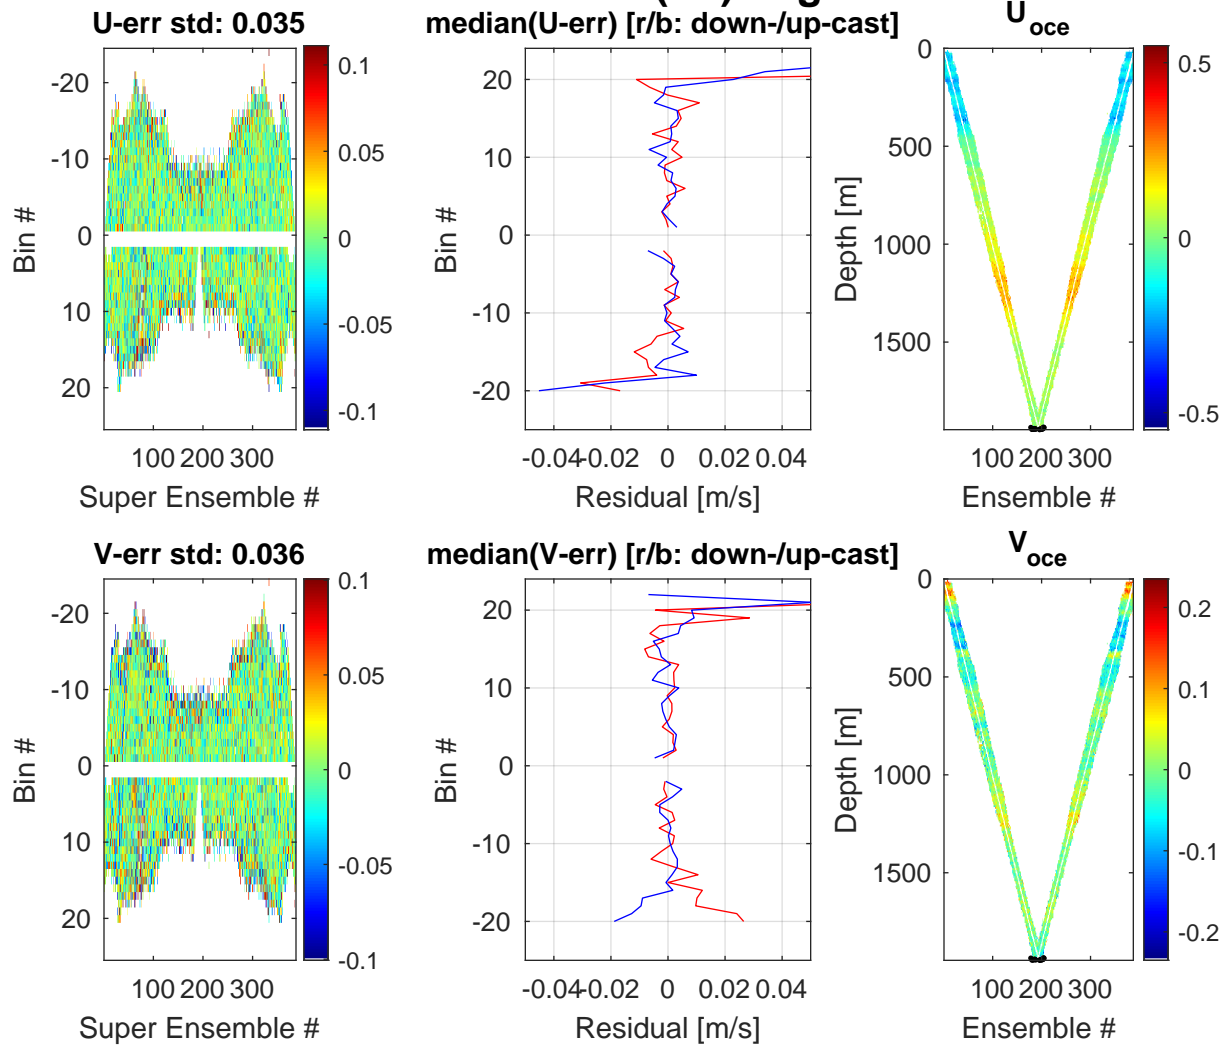 U-err std: 0.035
median(U-err) [r/b: down-/up-cast]
U_oce
-20
-10
0
10
20
Bin #
100 200 300
Super Ensemble #
0.1
0.05
0
-0.05
-0.1
20
10
0
-10
-20
Bin #
-0.04 -0.02 0 0.02 0.04
Residual [m/s]
0
500
1000
1500
Depth [m]
100 200 300
Ensemble #
0.5
0
-0.5
V-err std: 0.036
median(V-err) [r/b: down-/up-cast]
V_oce
-20
-10
0
10
20
Bin #
100 200 300
Super Ensemble #
0.1
0.05
0
-0.05
-0.1
20
10
0
-10
-20
Bin #
-0.04 -0.02 0 0.02 0.04
Residual [m/s]
0
500
1000
1500
Depth [m]
100 200 300
Ensemble #
0.2
0.1
0
-0.1
-0.2